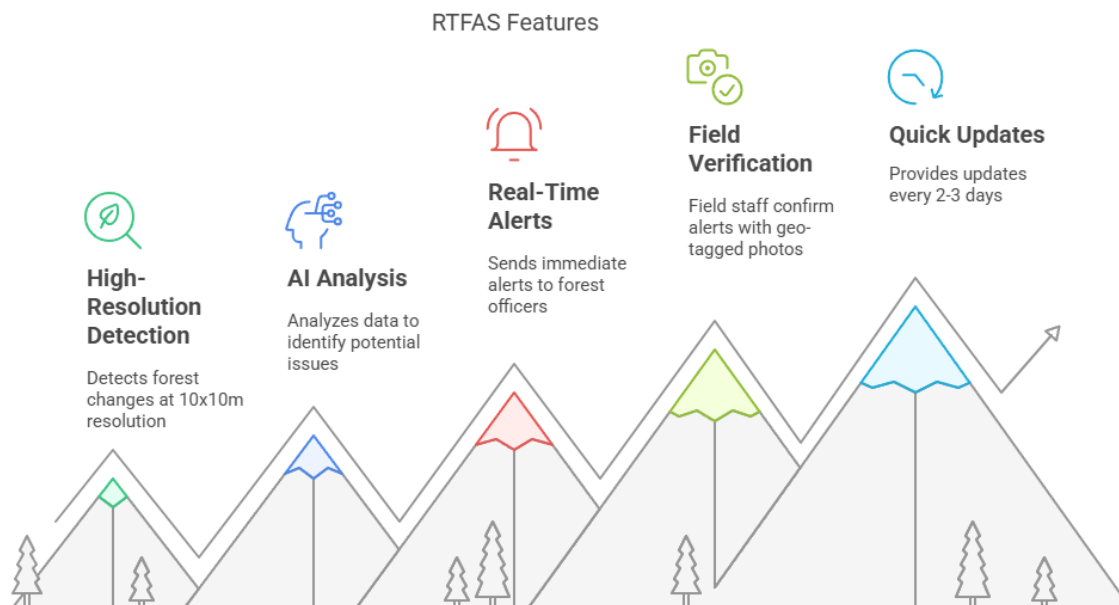 RTFAS Features
High-
Resolution
Detection
Detects forest
changes at 10x10m
resolution
AI Analysis
Analyzes data to
identify potential
issues
Real-Time
Alerts
Sends immediate
alerts to forest
officers
Field
Verification
Field staff confirm
alerts with geo-
tagged photos
Quick Updates
Provides updates
every 2-3 days